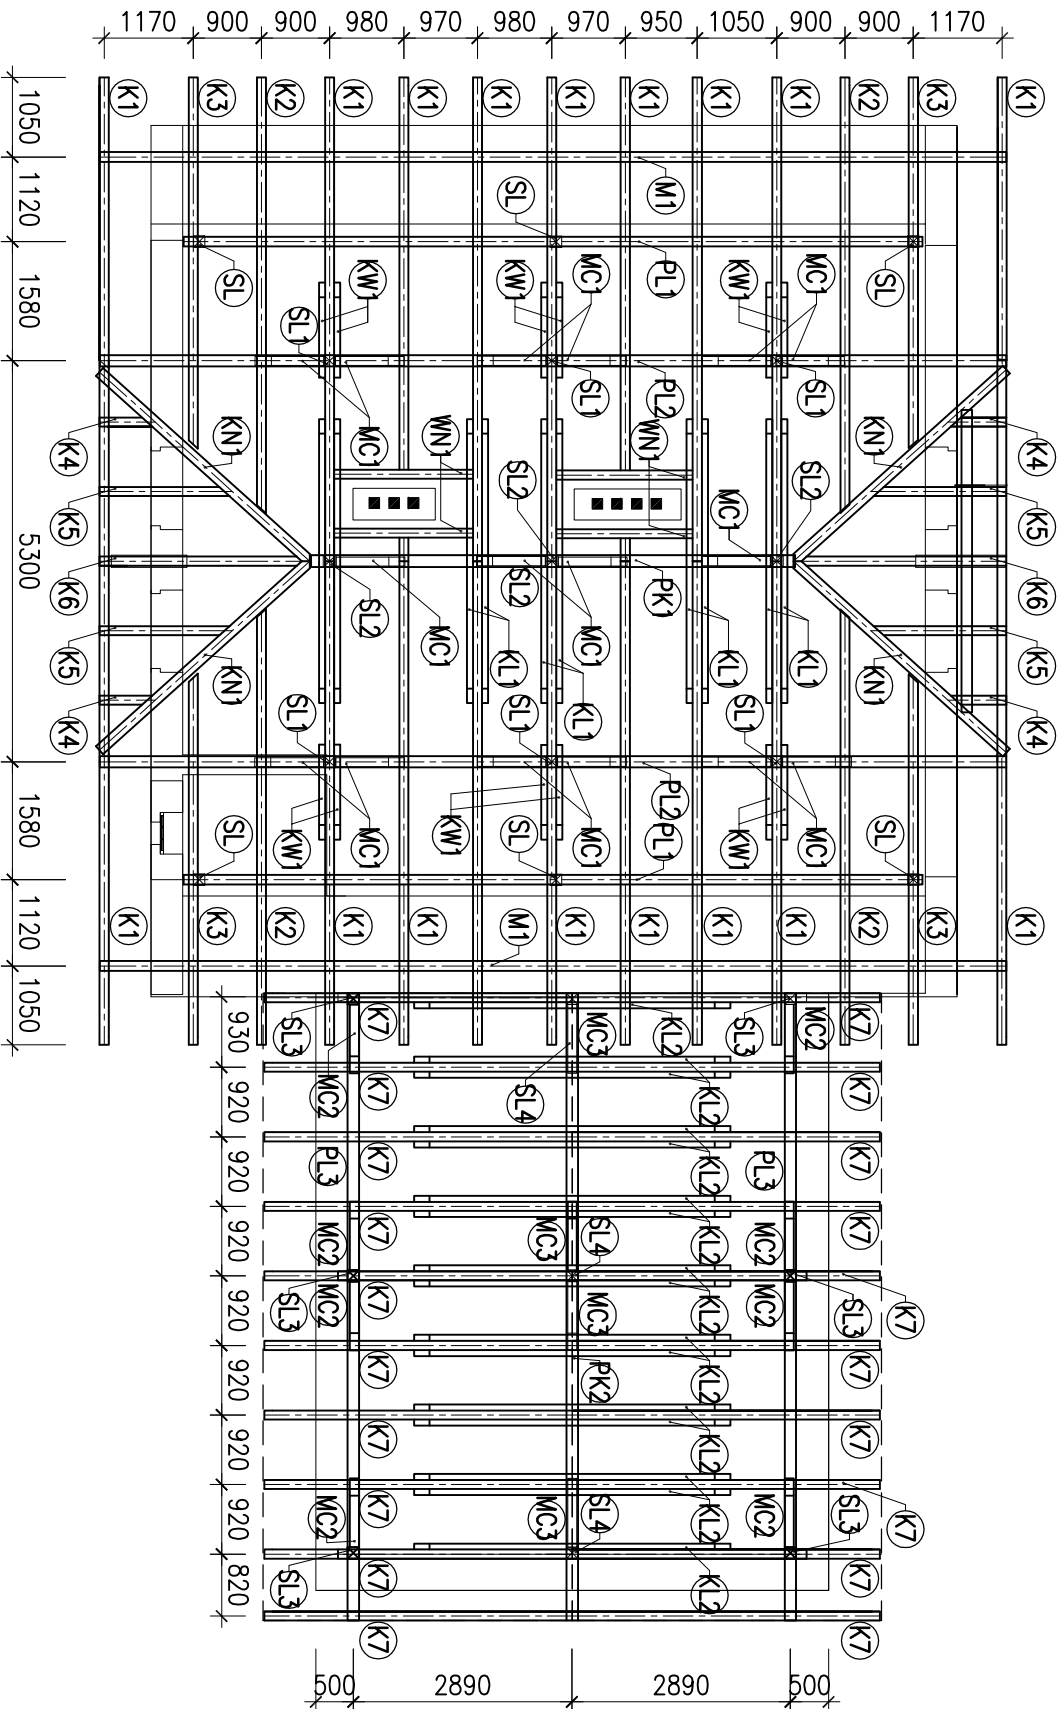 1170 900 900 980 970 980 970 950 1050 900 900 1170
K1 K3 K2 K1 K1 K1 K1 K1 K1 K1 K2 K3 K1
1050
1120
1580
5300
1580
1120
1050
M1
SL
SL
PL1
SL
KW1
KW1
MC1
KW1
MC1
SL1
SL1
PL2
SL1
MC1
WN1
WN1
KN1
KN1
SL2
SL2
MC1
K4
K4
K5
K5
K6
K6
K5
K5
K4
K4
SL2
SL2
PK1
MC1
MC1
KL1
KL1
KL1
KL1
KN1
KN1
SL1
SL1
SL1
PL2
PL1
SL
SL
SL
KW1
MC1
KW1
MC1
KW1
MC1
K1 K3 K2 K1 K1 M1 K1 K1 K1 K1 K2 K3 K1
930
920
920
920
920
920
920
920
820
SL3
K7
MC3
KL2
SL3
MC2
K7
MC2
K7
SL4
KL2
K7
PL3
K7
KL2
PL3
K7
MC2
K7
MC3
SL4
KL2
MC2
K7
SL3
MC2
K7
MC3
KL2
MC2
SL3
K7
K7
K7
PK2
KL2
K7
K7
KL2
K7
MC2
K7
MC3
SL4
KL2
MC2
SL3
K7
K7
SL3
K7
KL2
K7
K7
K7
500 2890 2890 500